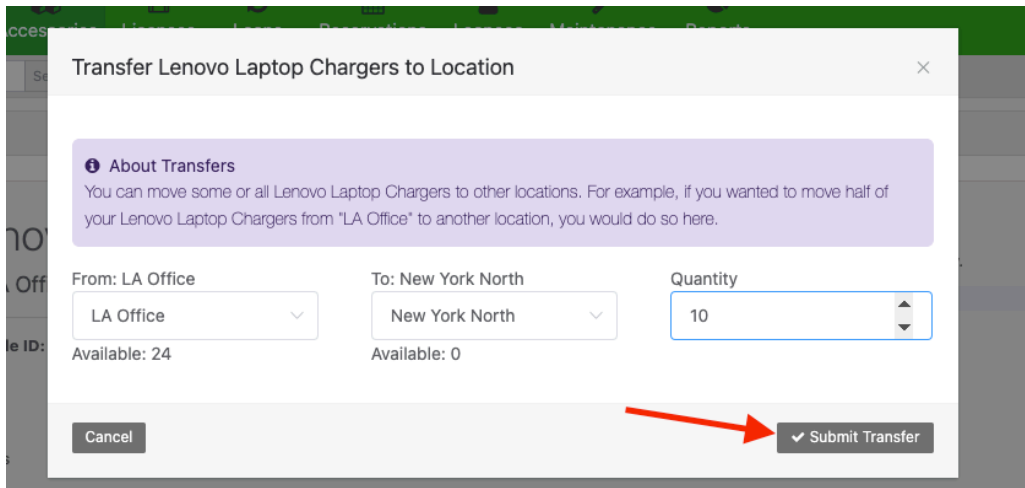 Transfer Lenovo Laptop Chargers to Location
About Transfers
You can move some or all Lenovo Laptop Chargers to other locations. For example, if you wanted to move half of
your Lenovo Laptop Chargers from "LA Office" to another location, you would do so here.
From: LA Office
To: New York North
Quantity
LA Office
New York North
10
Available: 24
Available: 0
le ID:
Cancel
Submit Transfer